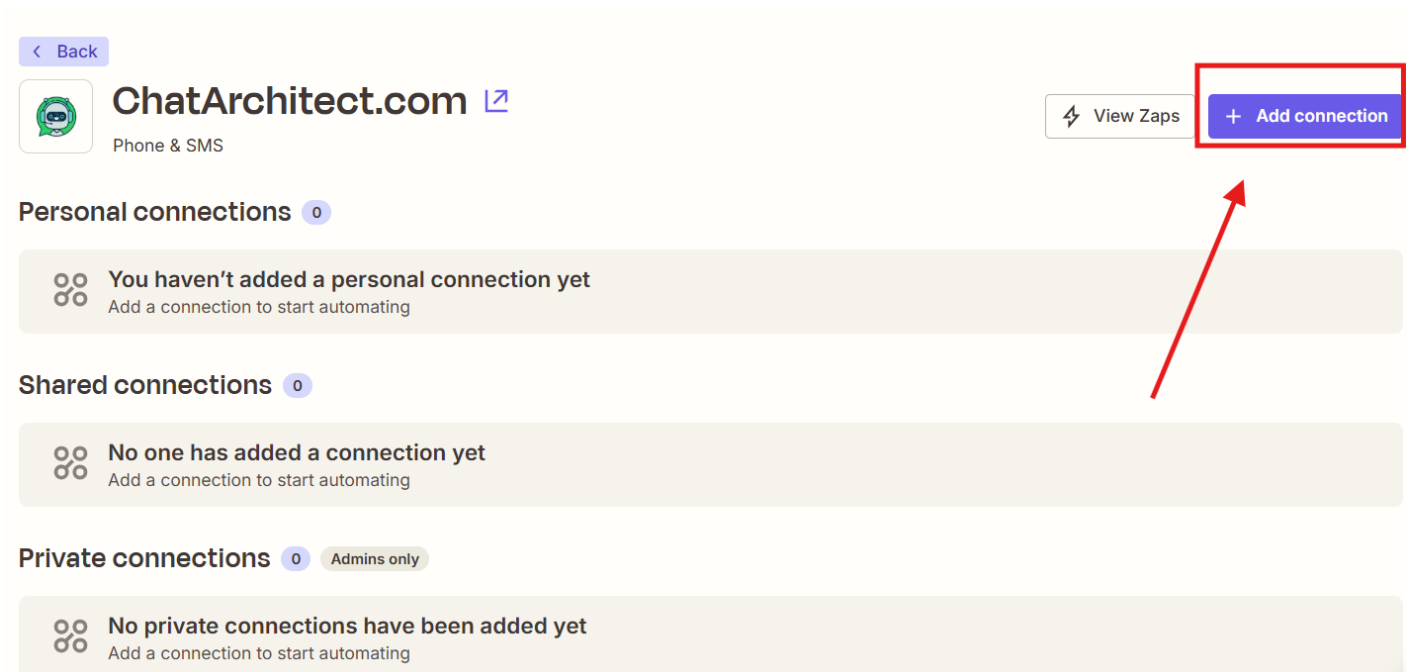 Back
ChatArchitect.com
Phone & SMS
View Zaps
+ Add connection
Personal connections 0
You haven’t added a personal connection yet
Add a connection to start automating
Shared connections 0
No one has added a connection yet
Add a connection to start automating
Private connections 0 Admins only
No private connections have been added yet
Add a connection to start automating